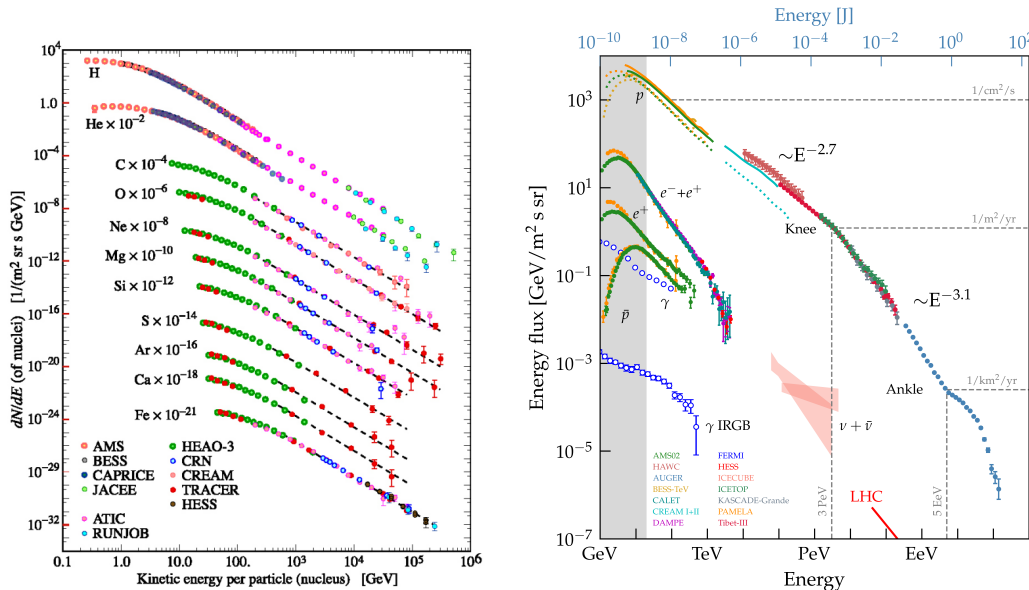 10^4
1.0
10^-4
10^-8
10^-12
10^-16
10^-20
10^-24
10^-29
10^-32
dN/dE (of nuclei) [1/(m^2 sr s GeV)]
H
He × 10^-2
C × 10^-4
O × 10^-6
Ne × 10^-8
Mg × 10^-10
Si × 10^-12
S × 10^-14
Ar × 10^-16
Ca × 10^-18
Fe × 10^-21
AMS
BESS
CAPRICE
JACEE
ATIC
RUNJOB
HEAO-3
CRN
CREAM
TRACER
HESS
0.1 1.0 10.0 100. 10^3 10^4 10^5 10^6
Kinetic energy per particle (nucleus) [GeV]
Energy [J]
10^-10 10^-8 10^-6 10^-4 10^-2 10^0 10^2
10^3
10^1
10^-1
10^-3
10^-5
10^-7
Energy flux [GeV/ m^2 s sr]
p
1/cm^2/s
~E^-2.7
e^- + e^+
e^+
Knee
1/m^2/yr
p̄
γ
~E^-3.1
Ankle
1/km^2/yr
γ IRGB
ν + ν̄
AMS02
HAWC
AUGER
BESS-TeV
CALET
CREAM I+II
DAMPE
FERMI
HESS
ICECUBE
ICETOP
KASCADE-Grande
PAMELA
Tibet-III
3 PeV
LHC
5 EeV
GeV TeV PeV EeV
Energy